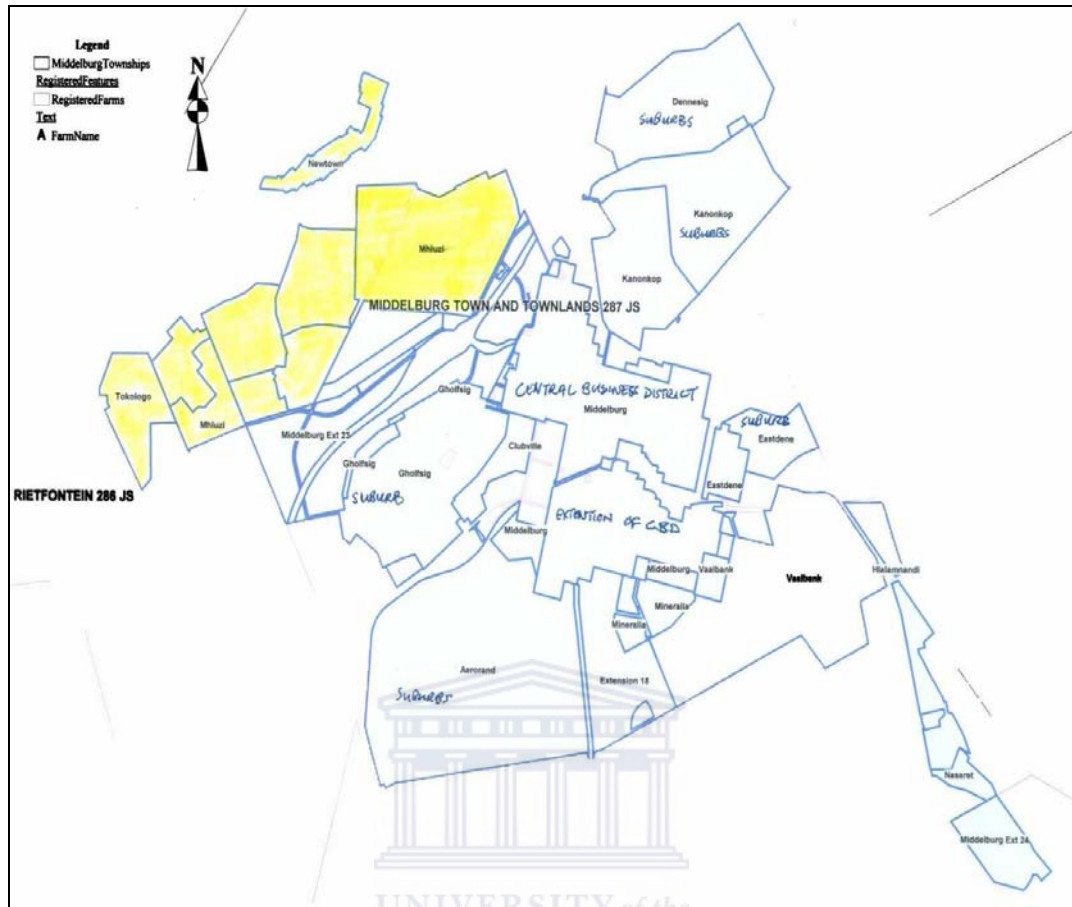 Legend
MiddelburgTownships
RegisteredFeatures
RegisteredFarms
Text
A FarmName
N
Newtown
Dennesig
SUBURBS
Kanonkop
SUBURBS
Kanonkop
Mhluzi
MIDDELBURG TOWN AND TOWNLANDS 287 JS
Gholfsig
CENTRAL BUSINESS DISTRICT
Middelburg
Tokologo
Mhluzi
Middelburg Ext 23
Gholfsig
Gholfsig
SUBURB
Clubville
SUBURB
Eastdene
Eastdene
RIETFONTEIN 286 JS
EXTENTION OF CBD
Middelburg
Middelburg
Vaalbank
Vaalbank
Hlalamnandi
Mineralia
Mineralia
Aerorand
SUBURBS
Extension 18
Nasaret
Middelburg Ext 24
UNIVERSITY of the